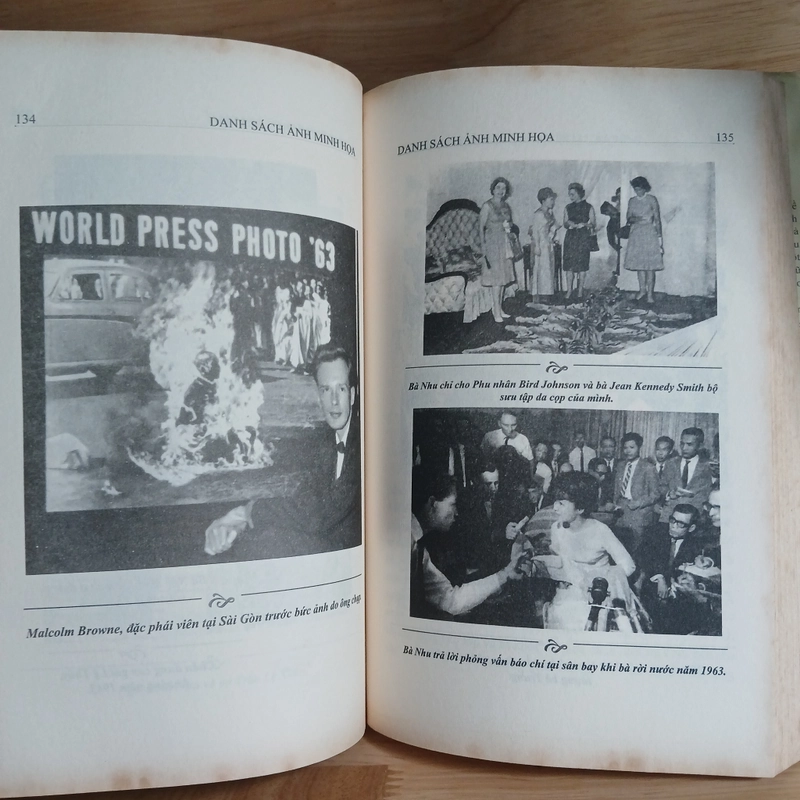 134
DANH SÁCH ẢNH MINH HỌA
WORLD PRESS PHOTO '63
Malcolm Browne, đặc phái viên tại Sài Gòn trước bức ảnh do ông chụp.
DANH SÁCH ẢNH MINH HỌA
135
Bà Nhu chỉ cho Phu nhân Bird Johnson và bà Jean Kennedy Smith bộ
sưu tập da cọp của mình.
Bà Nhu trả lời phỏng vấn báo chí tại sân bay khi bà rời nước năm 1963.